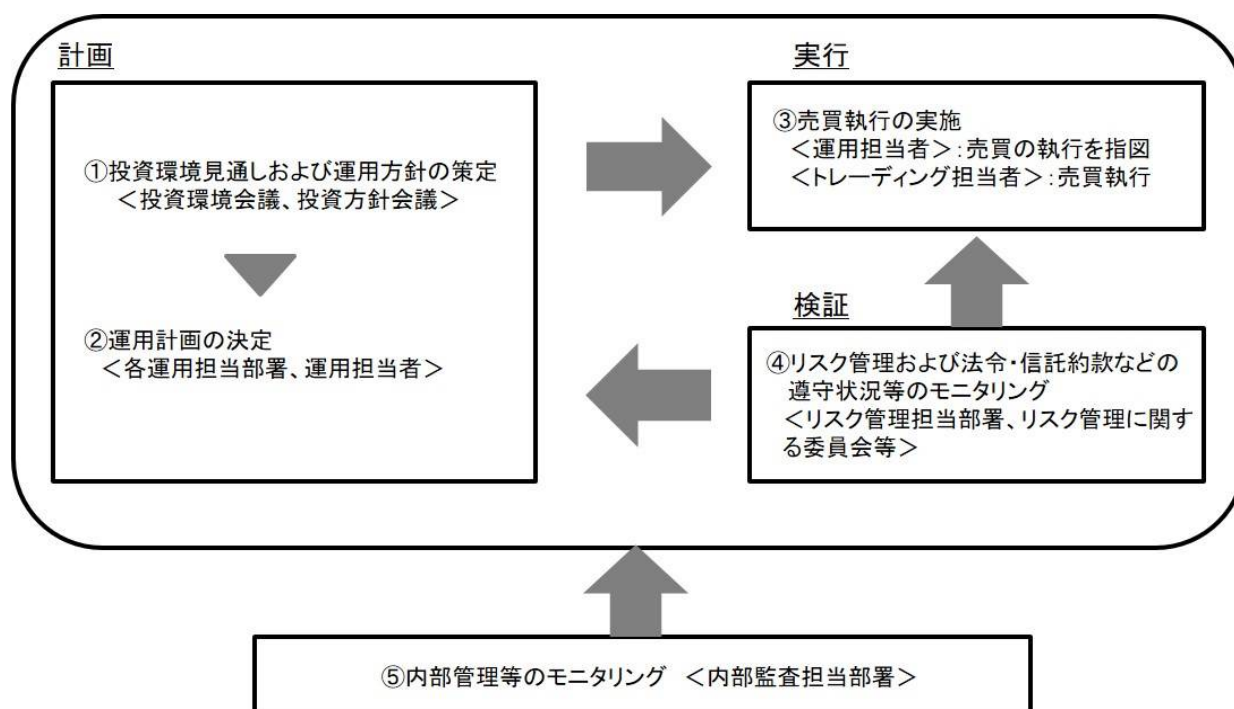 計画
①投資環境見通しおよび運用方針の策定
＜投資環境会議、投資方針会議＞
②運用計画の決定
＜各運用担当部署、運用担当者＞
実行
③売買執行の実施
＜運用担当者＞：売買の執行を指図
＜トレーディング担当者＞：売買執行
検証
④リスク管理および法令・信託約款などの
遵守状況等のモニタリング
＜リスク管理担当部署、リスク管理に関す
る委員会等＞
⑤内部管理等のモニタリング　＜内部監査担当部署＞